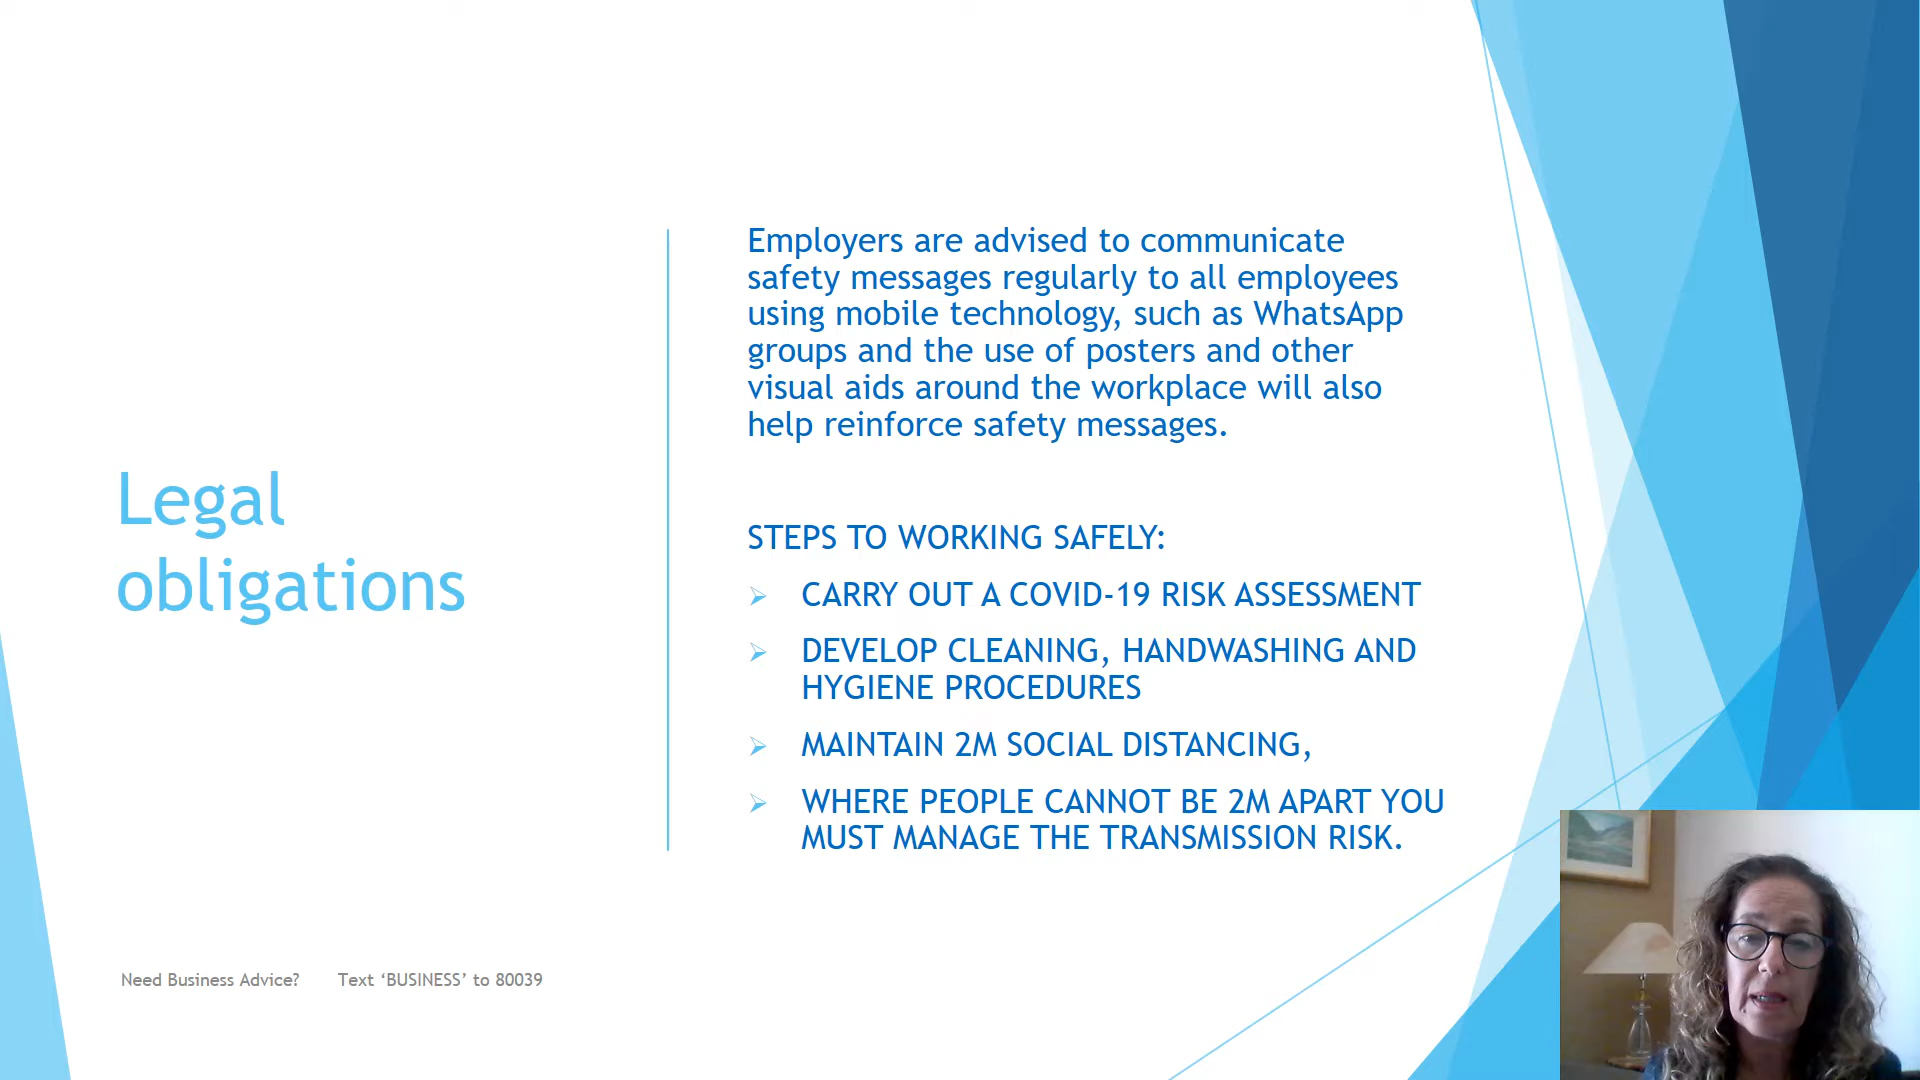 Legal
obligations
Employers are advised to communicate
safety messages regularly to all employees
using mobile technology, such as WhatsApp
groups and the use of posters and other
visual aids around the workplace will also
help reinforce safety messages.
STEPS TO WORKING SAFELY:
CARRY OUT A COVID-19 RISK ASSESSMENT
DEVELOP CLEANING, HANDWASHING AND
HYGIENE PROCEDURES
MAINTAIN 2M SOCIAL DISTANCING,
WHERE PEOPLE CANNOT BE 2M APART YOU
MUST MANAGE THE TRANSMISSION RISK.
Need Business Advice? Text ‘BUSINESS’ to 80039